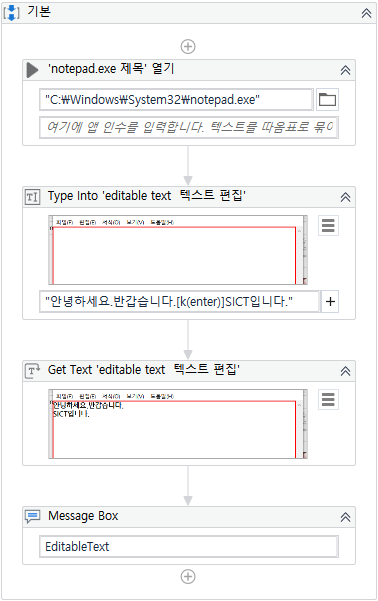 기본
'notepad.exe 제목' 열기
"C:₩Windows₩System32₩notepad.exe"
여기에 앱 인수를 입력합니다. 텍스트를 따옴표로 묶어
Type Into 'editable text 텍스트 편집'
파일(F) 편집(E) 서식(O) 보기(V) 도움말(H)
"안녕하세요.반갑습니다.[k(enter)]SICT입니다."
Get Text 'editable text 텍스트 편집'
파일(F) 편집(E) 서식(O) 보기(V) 도움말(H)
안녕하세요.반갑습니다.
SICT입니다.
Message Box
EditableText